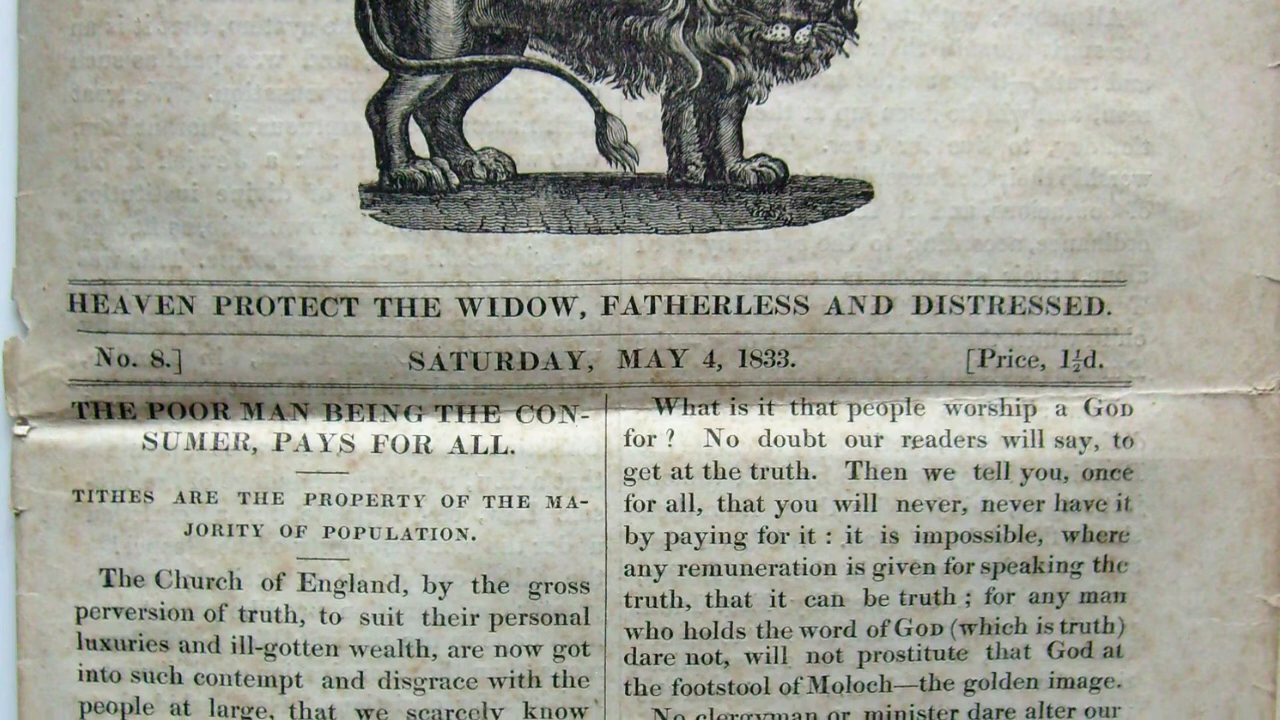 HEAVEN PROTECT THE WIDOW, FATHERLESS AND DISTRESSED.
No. 8.] SATURDAY, MAY 4, 1833. [Price, 1½d.
THE POOR MAN BEING THE CON-
SUMER, PAYS FOR ALL.
TITHES ARE THE PROPERTY OF THE MA-
JORITY OF POPULATION.
The Church of England, by the gross
perversion of truth, to suit their personal
luxuries and ill-gotten wealth, are now got
into such contempt and disgrace with the
people at large, that we scarcely know
What is it that people worship a GOD
for? No doubt our readers will say, to
get at the truth. Then we tell you, once
for all, that you will never, never have it
by paying for it: it is impossible, where
any remuneration is given for speaking the
truth, that it can be truth; for any man
who holds the word of GOD (which is truth)
dare not, will not prostitute that God at
the footstool of Moloch—the golden image.
No clergyman or minister dare alter our